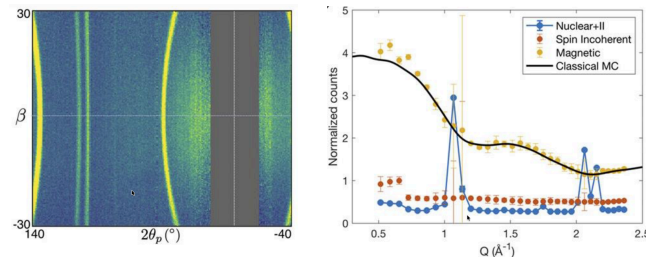 30
β
-30
140
2θp(°)
-40
Normalized counts
5
4
3
2
1
0
Nuclear+II
Spin Incoherent
Magnetic
Classical MC
0.5
1
1.5
2
2.5
Q (Å⁻¹)